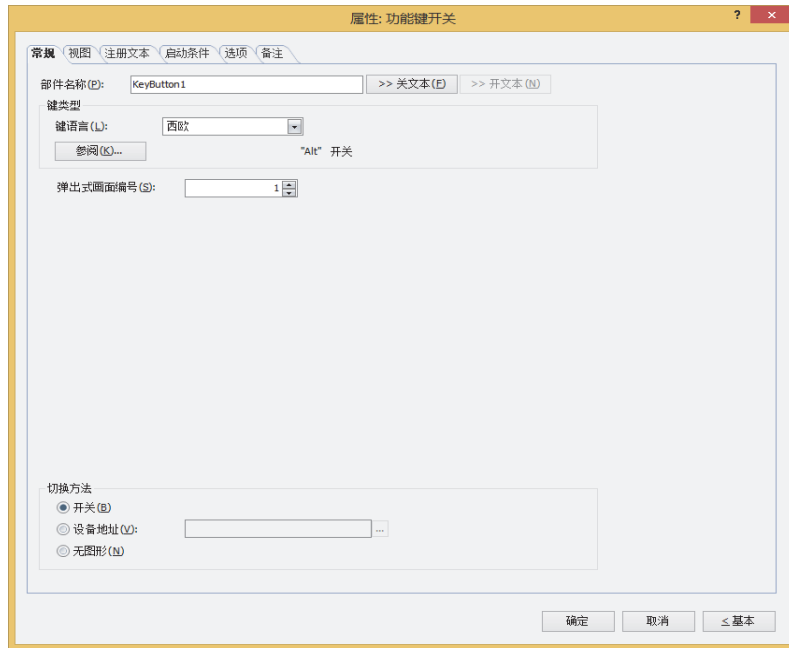 属性: 功能键开关
? ×
常规 视图 注册文本 启动条件 选项 备注
部件名称(P): KeyButton1 >> 关文本(F) >> 开文本(N)
键类型
键语言(L): 西欧
参阅(K)... "Alt" 开关
弹出式画面编号(S): 1
切换方法
开关(B)
设备地址(V): ...
无图形(N)
确定 取消 ≤基本